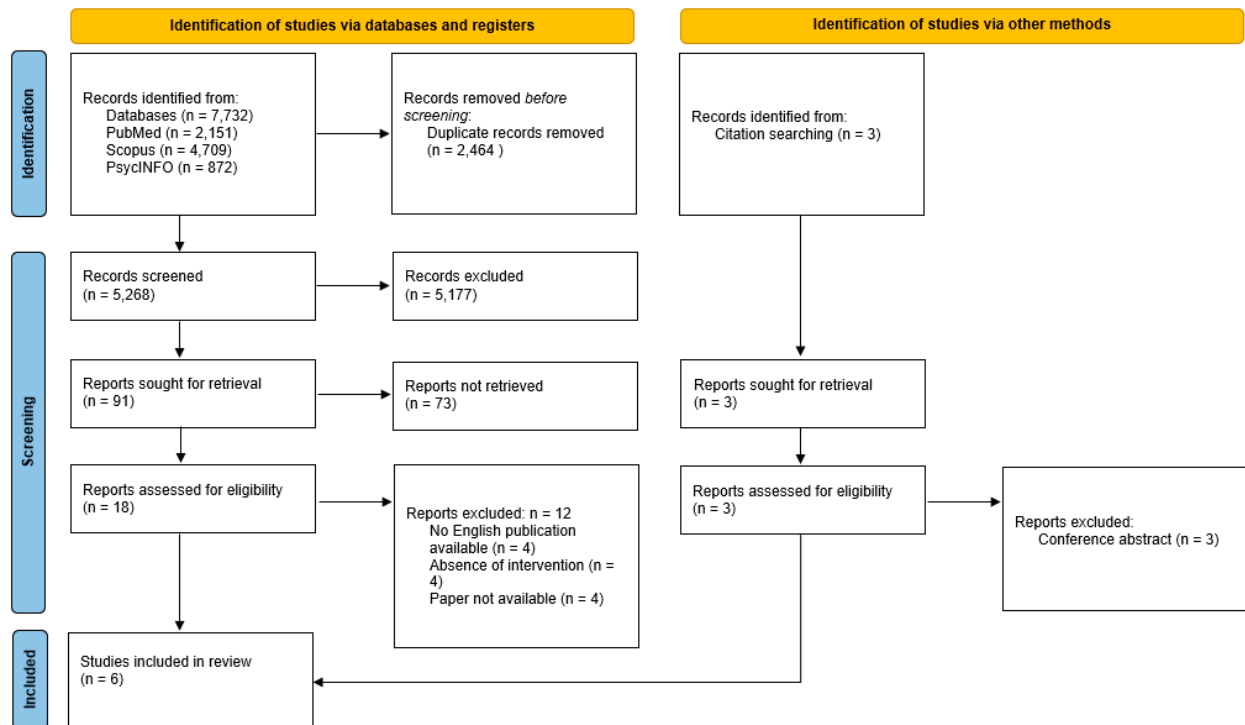 Identification of studies via databases and registers
Identification of studies via other methods
Identification
Records identified from:
Databases (n = 7,732)
PubMed (n = 2,151)
Scopus (n = 4,709)
PsycINFO (n = 872)
Records removed before
screening:
Duplicate records removed
(n = 2,464 )
Records identified from:
Citation searching (n = 3)
Screening
Records screened
(n = 5,268)
Records excluded
(n = 5,177)
Reports sought for retrieval
(n = 91)
Reports not retrieved
(n = 73)
Reports sought for retrieval
(n = 3)
Reports assessed for eligibility
(n = 18)
Reports excluded: n = 12
No English publication
available (n = 4)
Absence of intervention (n =
4)
Paper not available (n = 4)
Reports assessed for eligibility
(n = 3)
Reports excluded:
Conference abstract (n = 3)
Included
Studies included in review
(n = 6)